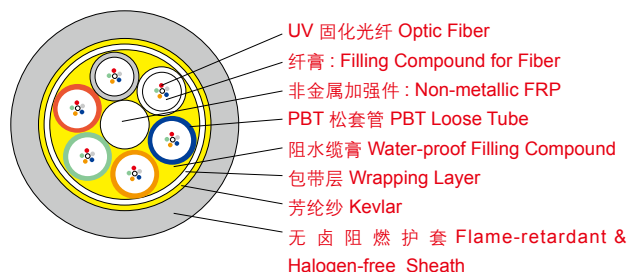 UV 固化光纤 Optic Fiber
纤膏 : Filling Compound for Fiber
非金属加强件 : Non-metallic FRP
PBT 松套管 PBT Loose Tube
阻水缆膏 Water-proof Filling Compound
包带层 Wrapping Layer
芳纶纱 Kevlar
无 卤 阻 燃 护 套 Flame-retardant &
Halogen-free Sheath